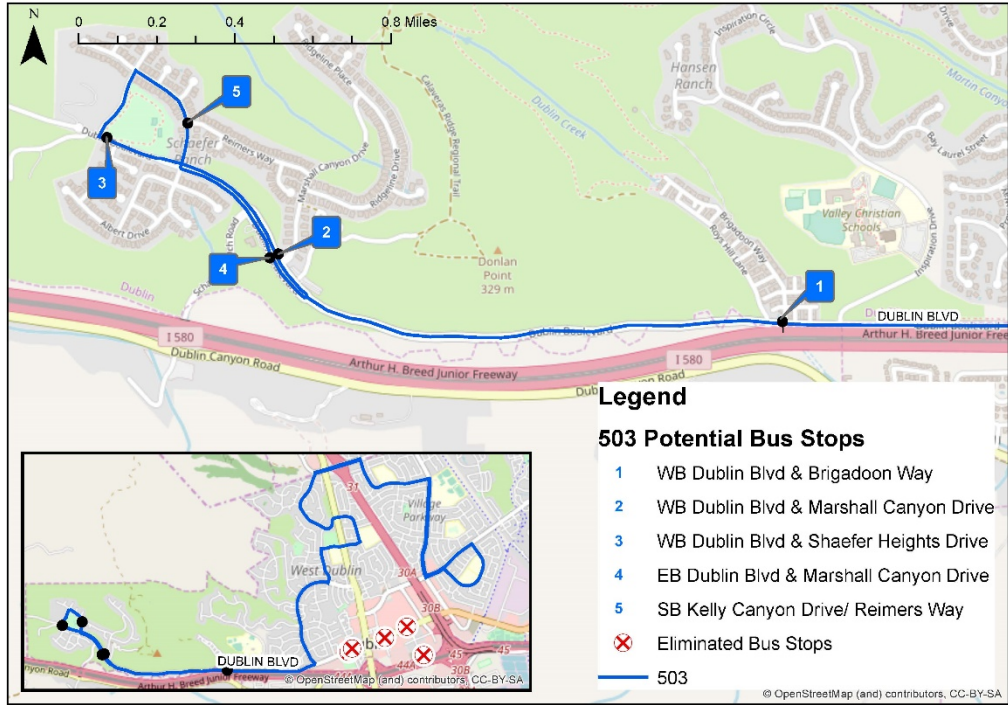 N
0 0.2 0.4 0.8 Miles
Inspiration Circle
Ridgeline Place
Hansen
Ranch
Martin Canyon
Calaveras Ridge Regional Trail
Dublin Creek
5
Schaefer
Ranch
Reimers Way
Bay Laurel Street
Marshall Canyon Drive
Ridgeline Drive
3
Albert Drive
Valley Christian
Schools
Brigadoon Way
Roys Hill Lane
Inspiration Drive
2
4
Donlan
Point
329 m
1
Dublin
DUBLIN BLVD
Dublin Boulevard
I 580
Arthur H. Breed Junior Freeway
I 580
Dublin Canyon Road
Arthur H. Breed Junior Freeway
Legend
503 Potential Bus Stops
1 WB Dublin Blvd & Brigadoon Way
2 WB Dublin Blvd & Marshall Canyon Drive
3 WB Dublin Blvd & Shaefer Heights Drive
4 EB Dublin Blvd & Marshall Canyon Drive
5 SB Kelly Canyon Drive/ Reimers Way
Eliminated Bus Stops
503
© OpenStreetMap (and) contributors, CC-BY-SA
31
Village
Parkway
West Dublin
30A
30B
DUBLIN BLVD
44A
45
Arthur H. Breed Junior Freeway
© OpenStreetMap (and) contributors, CC-BY-SA